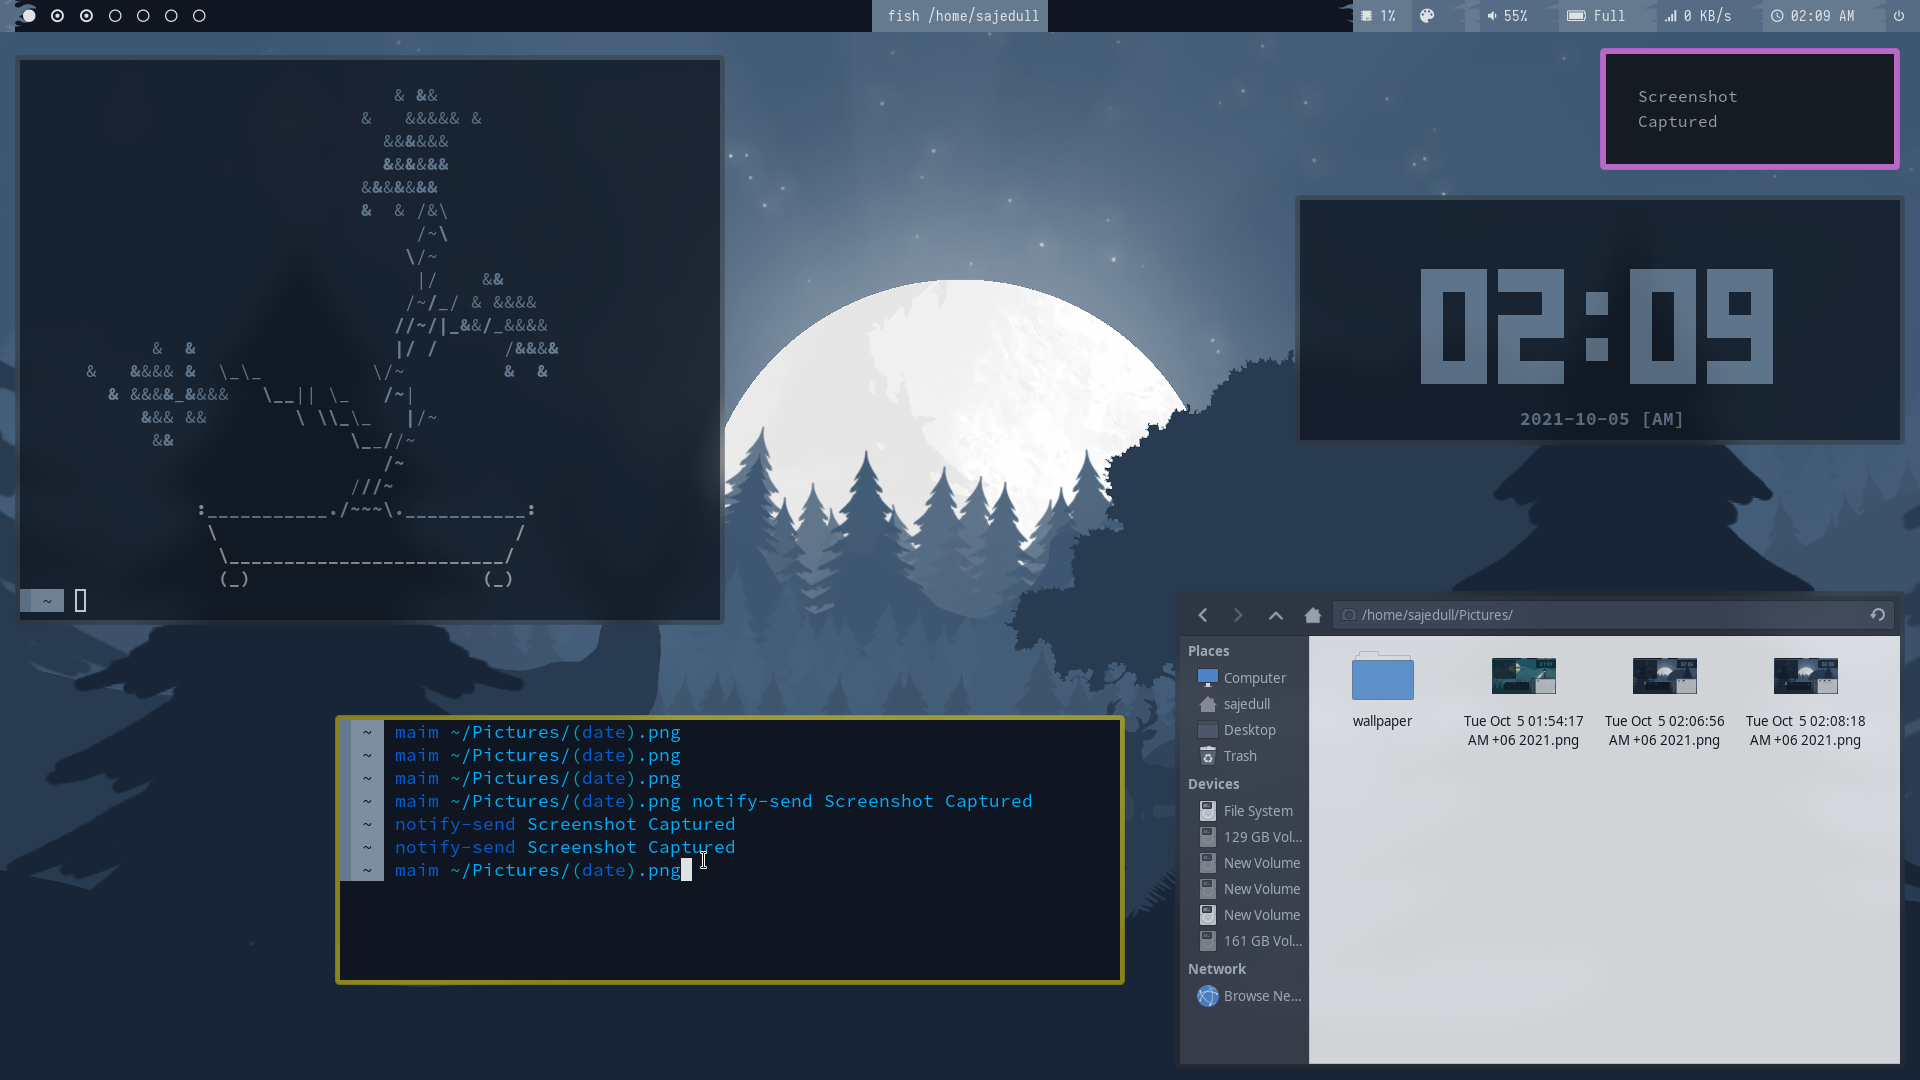 fish /home/sajedull
1%
55%
Full
0 KB/s
02:09 AM
Screenshot
Captured
& &&
& &&&&& &
&&&&&&
&&&&&&
&&&&&&&
& & /&\
/~\
\/~
|/ &&
/~/_/ & &&&&
//~/|_&&/_&&&&
& & |/ / /&&&&
& &&&& & \_\_ \/~ & &
& &&&&_&&&& \__|| \_ /~|
&&& && \ \\_\_ |/~
&& \__//~
/~
///~
:___________./~~~\.___________:
\ /
\_________________________/
(_) (_)
~
02:09
2021-10-05 [AM]
~ maim ~/Pictures/(date).png
~ maim ~/Pictures/(date).png
~ maim ~/Pictures/(date).png
~ maim ~/Pictures/(date).png notify-send Screenshot Captured
~ notify-send Screenshot Captured
~ notify-send Screenshot Captured
~ maim ~/Pictures/(date).png
/home/sajedull/Pictures/
Places
Computer
sajedull
Desktop
Trash
Devices
File System
129 GB Vol...
New Volume
New Volume
New Volume
161 GB Vol...
Network
Browse Ne...
wallpaper
Tue Oct 5 01:54:17
AM +06 2021.png
Tue Oct 5 02:06:56
AM +06 2021.png
Tue Oct 5 02:08:18
AM +06 2021.png